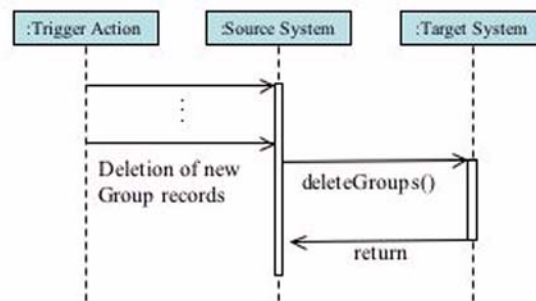 :Trigger Action
:Source System
:Target System
Deletion of new
Group records
deleteGroups()
return